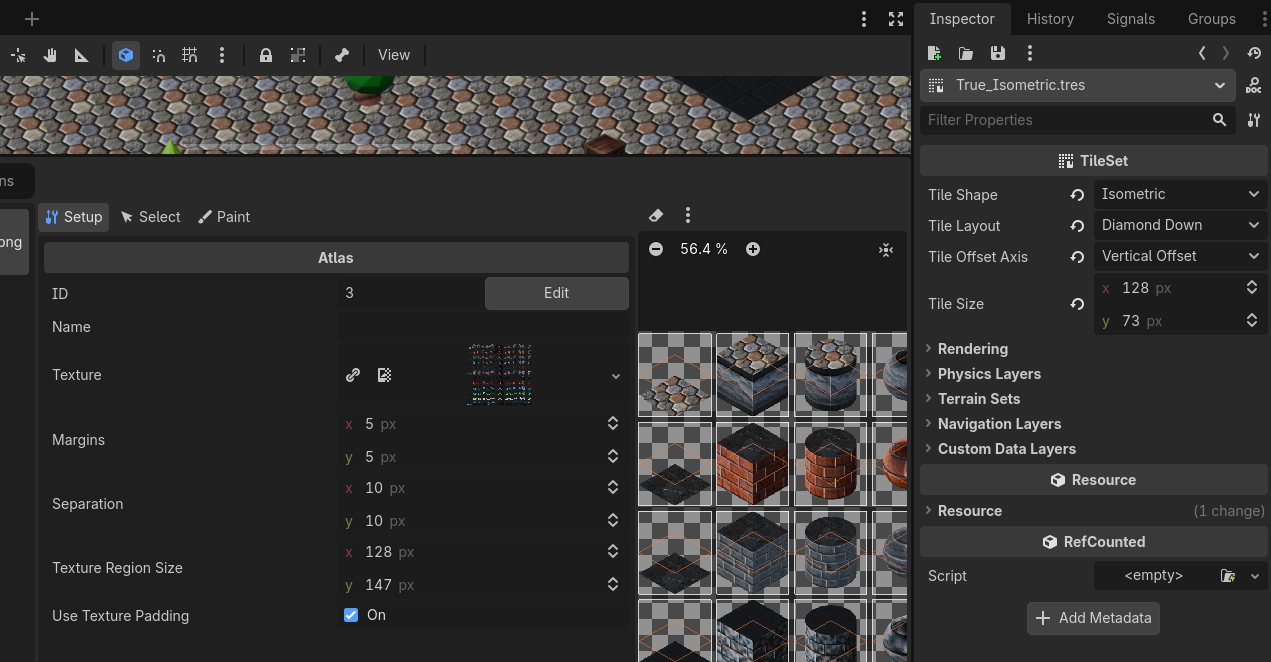 Inspector History Signals Groups
View
True_Isometric.tres
DOC
Filter Properties
TileSet
Tile Shape Isometric
Tile Layout Diamond Down
Tile Offset Axis Vertical Offset
Tile Size x 128 px
y 73 px
Rendering
Physics Layers
Terrain Sets
Navigation Layers
Custom Data Layers
Resource
Resource (1 change)
RefCounted
Script <empty>
Add Metadata
ns
ong
Setup Select Paint
Atlas
ID 3 Edit
Name
Texture
Margins x 5 px
y 5 px
Separation x 10 px
y 10 px
Texture Region Size x 128 px
y 147 px
Use Texture Padding On
56.4 %